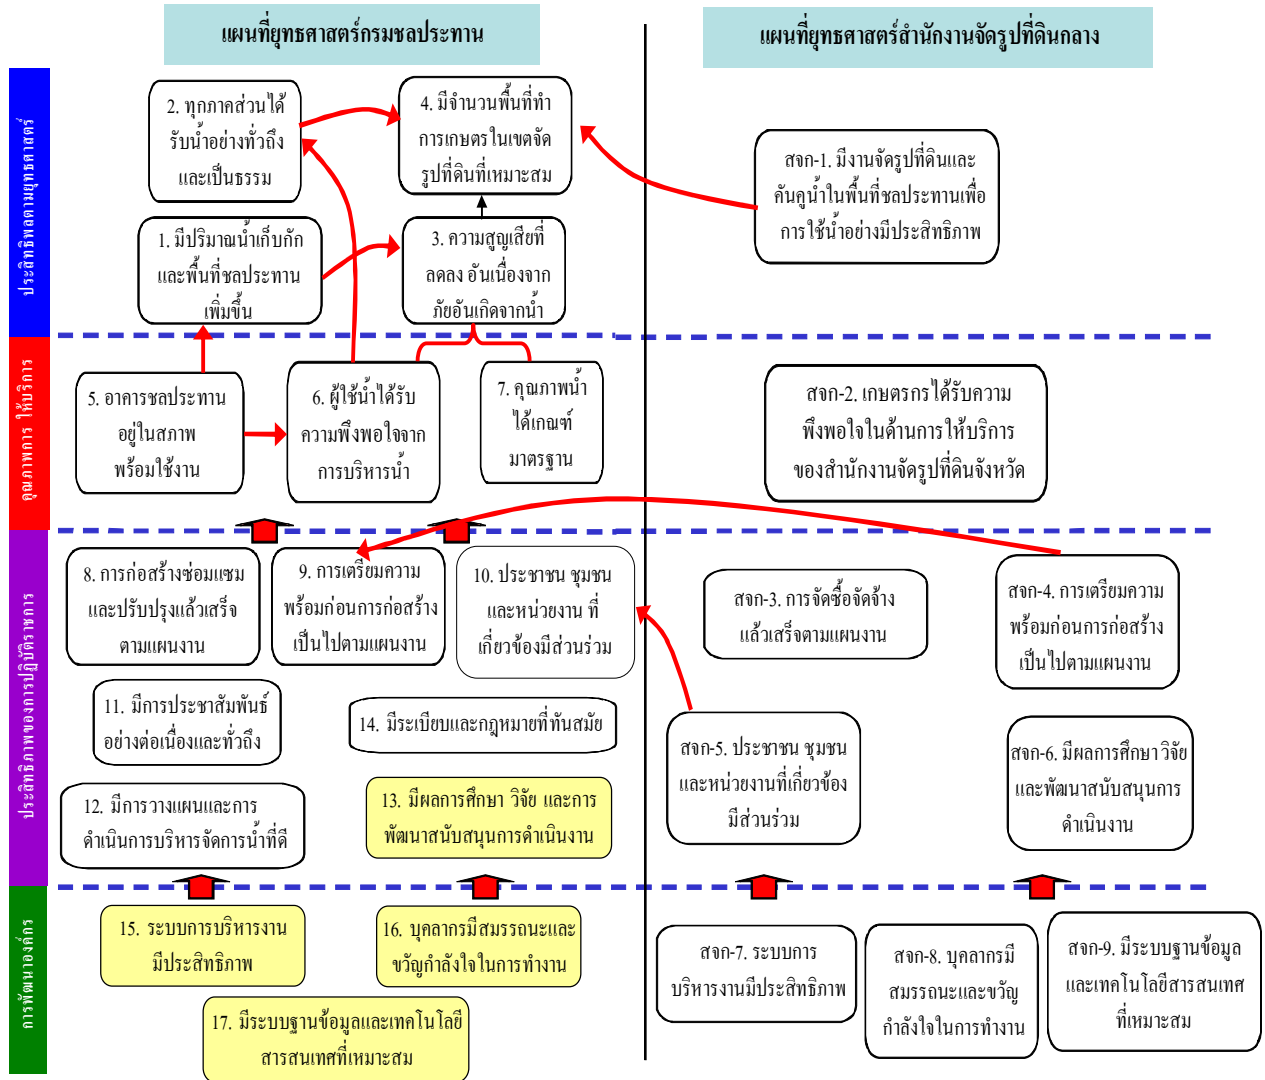 แผนที่ยุทธศาสตร์กรมชลประทาน
แผนที่ยุทธศาสตร์สำนักงานจัดรูปที่ดินกลาง
ประสิทธิผลตามยุทธศาสตร์
2. ทุกภาคส่วนได้
รับน้ำอย่างทั่วถึง
และเป็นธรรม
4. มีจำนวนพื้นที่ทำ
การเกษตรในเขตจัด
รูปที่ดินที่เหมาะสม
สจก-1. มีงานจัดรูปที่ดินและ
คันคูน้ำในพื้นที่ชลประทานเพื่อ
การใช้น้ำอย่างมีประสิทธิภาพ
1. มีปริมาณน้ำเก็บกัก
และพื้นที่ชลประทาน
เพิ่มขึ้น
3. ความสูญเสียที่
ลดลง อันเนื่องจาก
ภัยอันเกิดจากน้ำ
คุณภาพการ ให้บริการ
5. อาคารชลประทาน
อยู่ในสภาพ
พร้อมใช้งาน
6. ผู้ใช้น้ำได้รับ
ความพึงพอใจจาก
การบริหารน้ำ
7. คุณภาพน้ำ
ได้เกณฑ์
มาตรฐาน
สจก-2. เกษตรกรได้รับความ
พึงพอใจในด้านการให้บริการ
ของสำนักงานจัดรูปที่ดินจังหวัด
ประสิทธิภาพของการปฏิบัติราชการ
8. การก่อสร้างซ่อมแซม
และปรับปรุงแล้วเสร็จ
ตามแผนงาน
9. การเตรียมความ
พร้อมก่อนการก่อสร้าง
เป็นไปตามแผนงาน
10. ประชาชน ชุมชน
และหน่วยงาน ที่
เกี่ยวข้องมีส่วนร่วม
สจก-3. การจัดซื้อจัดจ้าง
แล้วเสร็จตามแผนงาน
สจก-4. การเตรียมความ
พร้อมก่อนการก่อสร้าง
เป็นไปตามแผนงาน
11. มีการประชาสัมพันธ์
อย่างต่อเนื่องและทั่วถึง
14. มีระเบียบและกฎหมายที่ทันสมัย
สจก-5. ประชาชน ชุมชน
และหน่วยงานที่เกี่ยวข้อง
มีส่วนร่วม
สจก-6. มีผลการศึกษา วิจัย
และพัฒนาสนับสนุนการ
ดำเนินงาน
12. มีการวางแผนและการ
ดำเนินการบริหารจัดการน้ำที่ดี
13. มีผลการศึกษา วิจัย และการ
พัฒนาสนับสนุนการดำเนินงาน
การพัฒนาองค์กร
15. ระบบการบริหารงาน
มีประสิทธิภาพ
16. บุคลากรมีสมรรถนะและ
ขวัญกำลังใจในการทำงาน
17. มีระบบฐานข้อมูลและเทคโนโลยี
สารสนเทศที่เหมาะสม
สจก-7. ระบบการ
บริหารงานมีประสิทธิภาพ
สจก-8. บุคลากรมี
สมรรถนะและขวัญ
กำลังใจในการทำงาน
สจก-9. มีระบบฐานข้อมูล
และเทคโนโลยีสารสนเทศ
ที่เหมาะสม